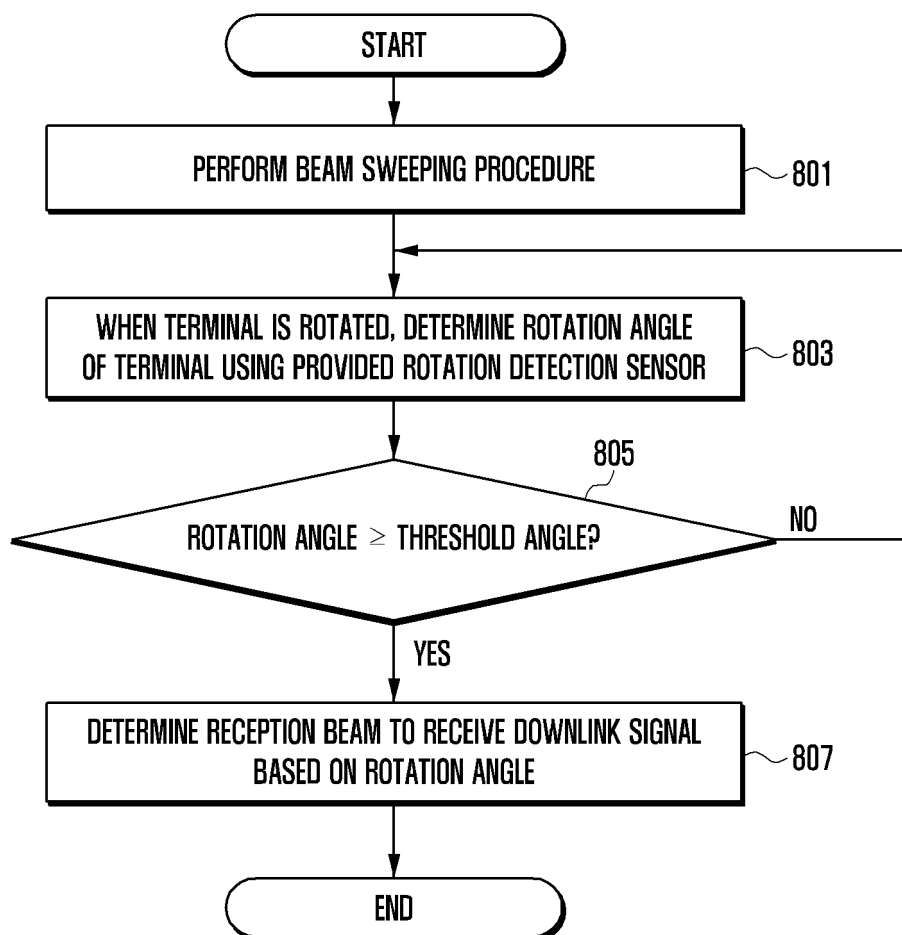 START
PERFORM BEAM SWEEPING PROCEDURE
801
WHEN TERMINAL IS ROTATED, DETERMINE ROTATION ANGLE
OF TERMINAL USING PROVIDED ROTATION DETECTION SENSOR
803
805
ROTATION ANGLE ≥ THRESHOLD ANGLE?
NO
YES
DETERMINE RECEPTION BEAM TO RECEIVE DOWNLINK SIGNAL
BASED ON ROTATION ANGLE
807
END